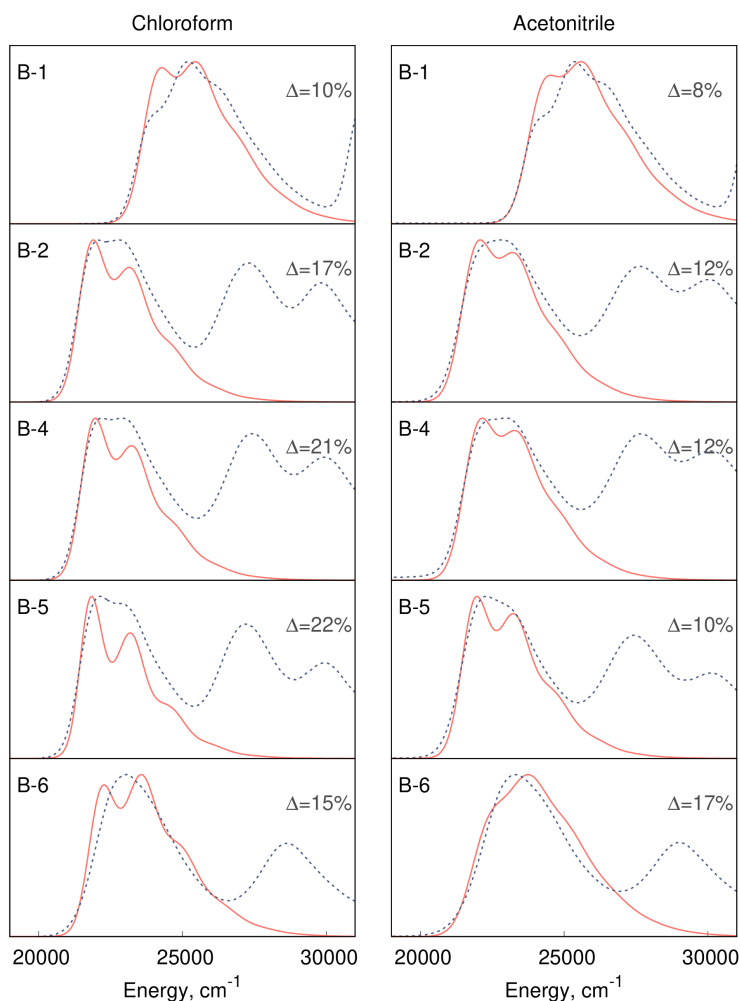 Chloroform
Acetonitrile
B-1
Δ=10%
B-1
Δ=8%
B-2
Δ=17%
B-2
Δ=12%
B-4
Δ=21%
B-4
Δ=12%
B-5
Δ=22%
B-5
Δ=10%
B-6
Δ=15%
B-6
Δ=17%
20000 25000 30000
20000 25000 30000
Energy, cm⁻¹
Energy, cm⁻¹